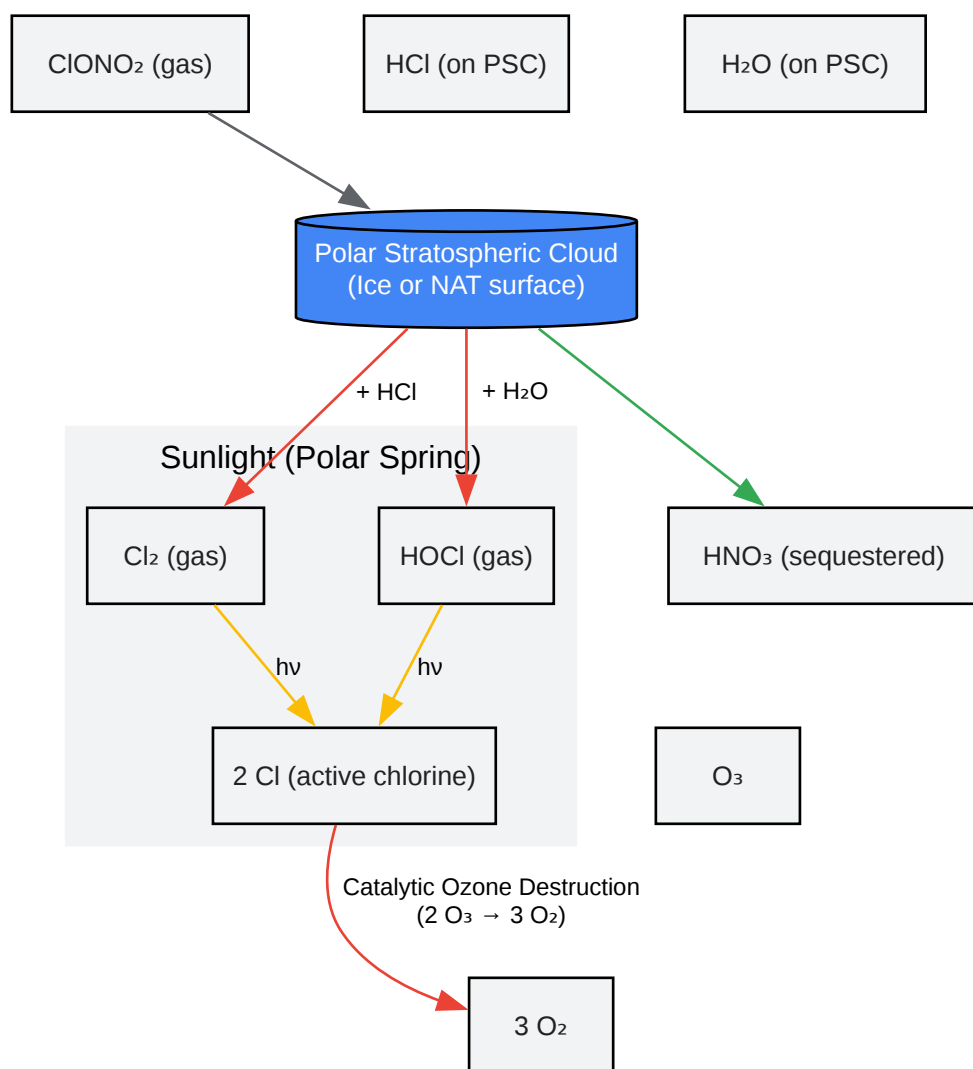 ClONO₂ (gas)
HCl (on PSC)
H₂O (on PSC)
Polar Stratospheric Cloud
(Ice or NAT surface)
+ HCl
+ H₂O
Sunlight (Polar Spring)
Cl₂ (gas)
HOCl (gas)
HNO₃ (sequestered)
hν
hν
2 Cl (active chlorine)
O₃
Catalytic Ozone Destruction
(2 O₃ → 3 O₂)
3 O₂